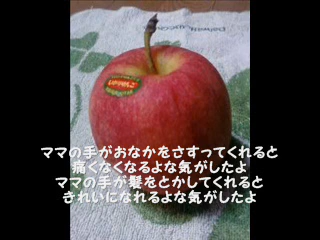 ママの手がおなかをさすってくれると
痛くなくなるよな気がしたよ
ママの手が髪をとかしてくれると
きれいになれるよな気がしたよ